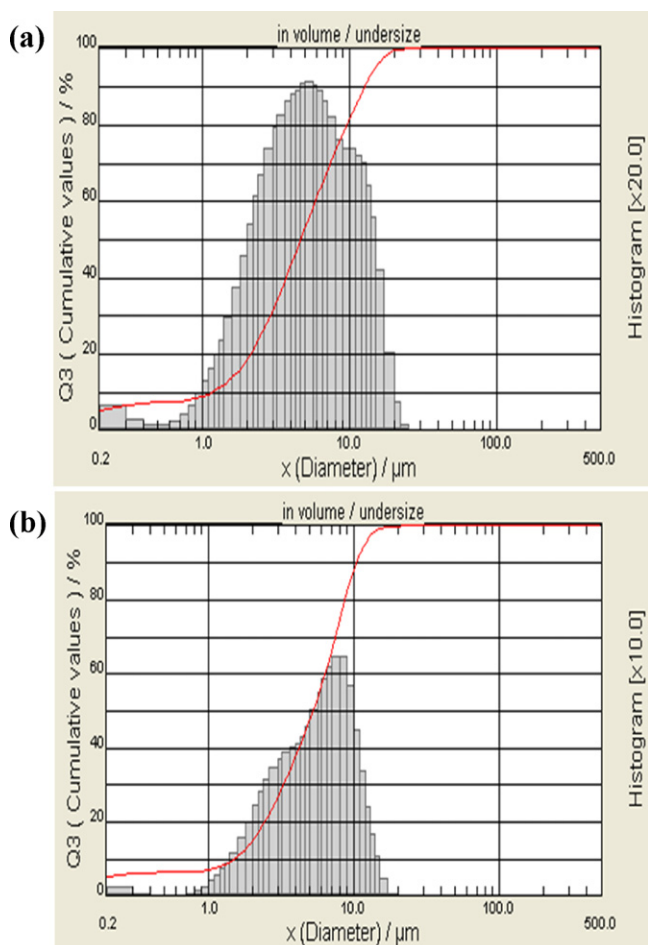 (a)
in volume / undersize
100
80
60
40
20
0
Q3 ( Cumulative values ) / %
Histogram [x20.0]
0.2 1.0 10.0 100.0 500.0
x (Diameter) / µm
(b)
in volume / undersize
100
80
60
40
20
0
Q3 ( Cumulative values ) / %
Histogram [x10.0]
0.2 1.0 10.0 100.0 500.0
x (Diameter) / µm